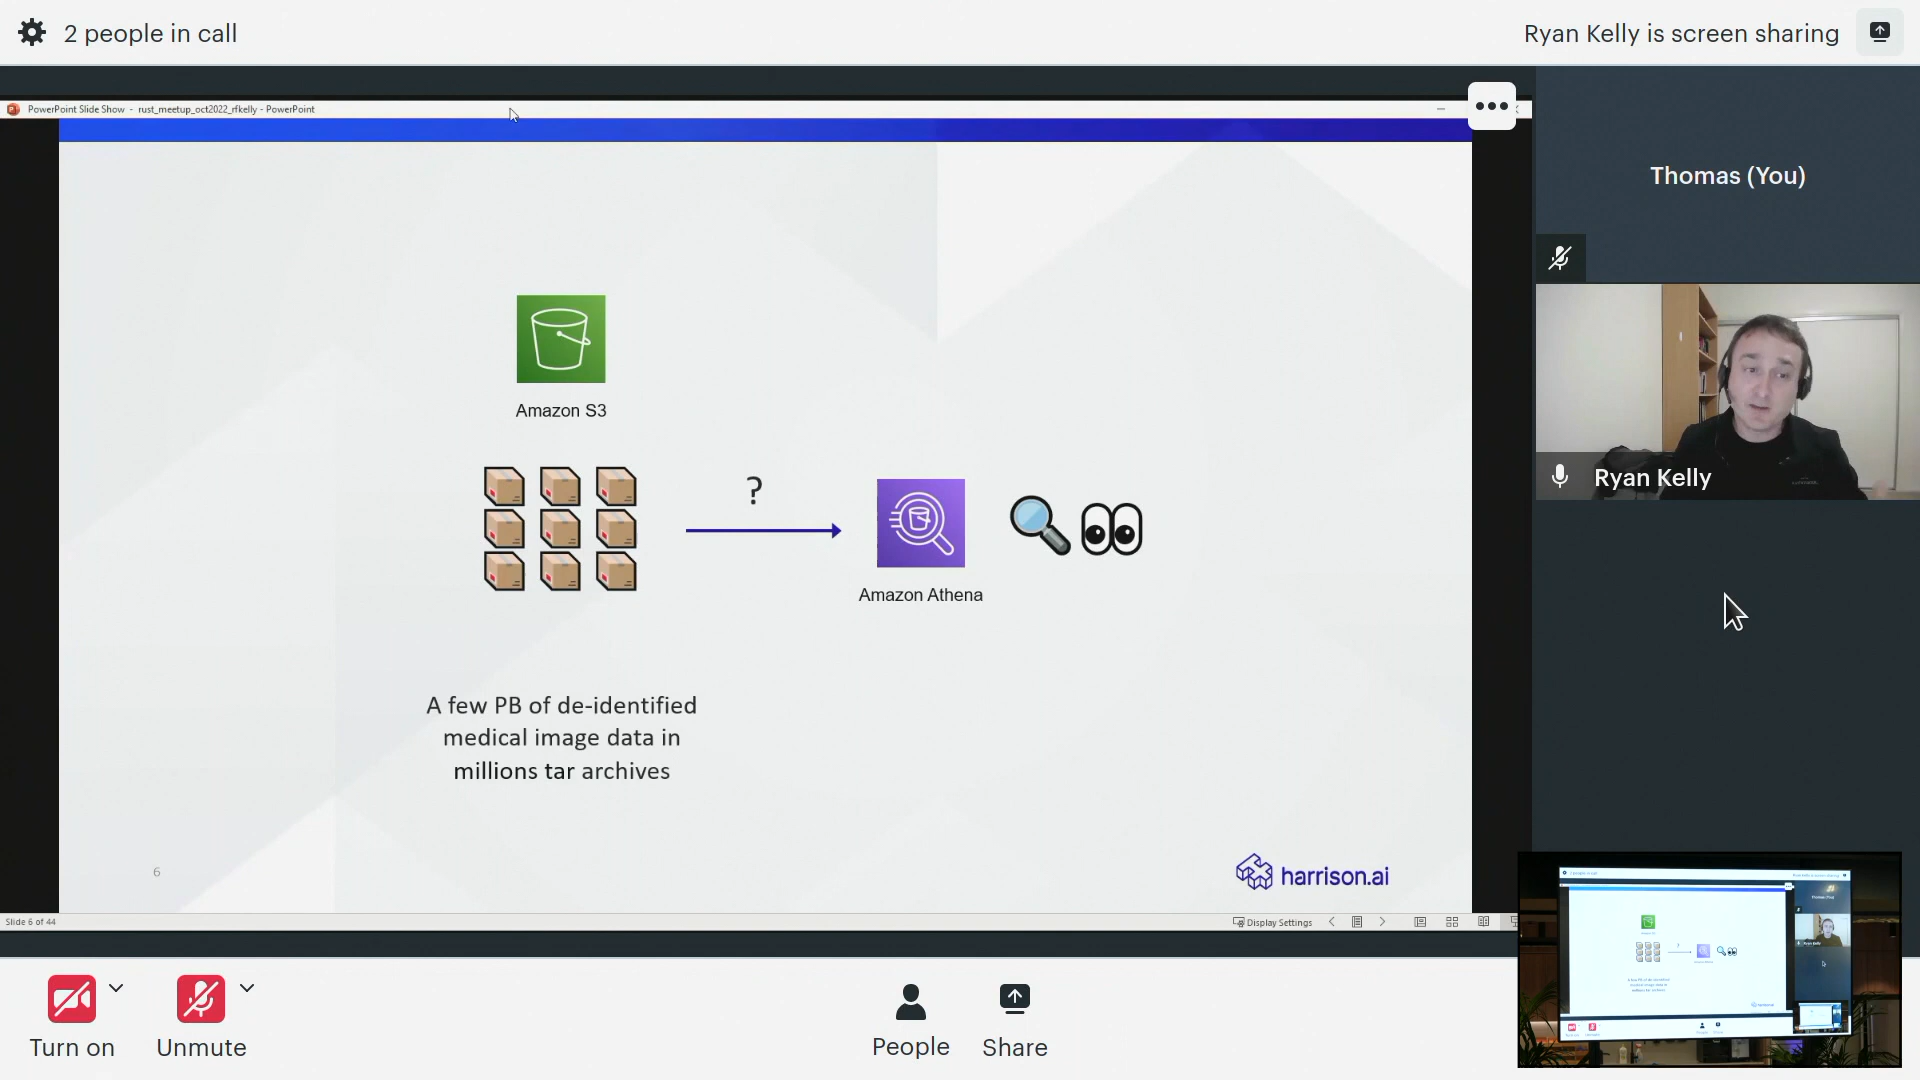 2 people in call
Ryan Kelly is screen sharing
PowerPoint Slide Show - rust_meetup_oct2022_rfkelly - PowerPoint
Thomas (You)
Amazon S3
?
Ryan Kelly
Amazon Athena
A few PB of de-identified
medical image data in
millions tar archives
6
harrison.ai
Slide 6 of 44
Display Settings
Turn on
Unmute
People
Share